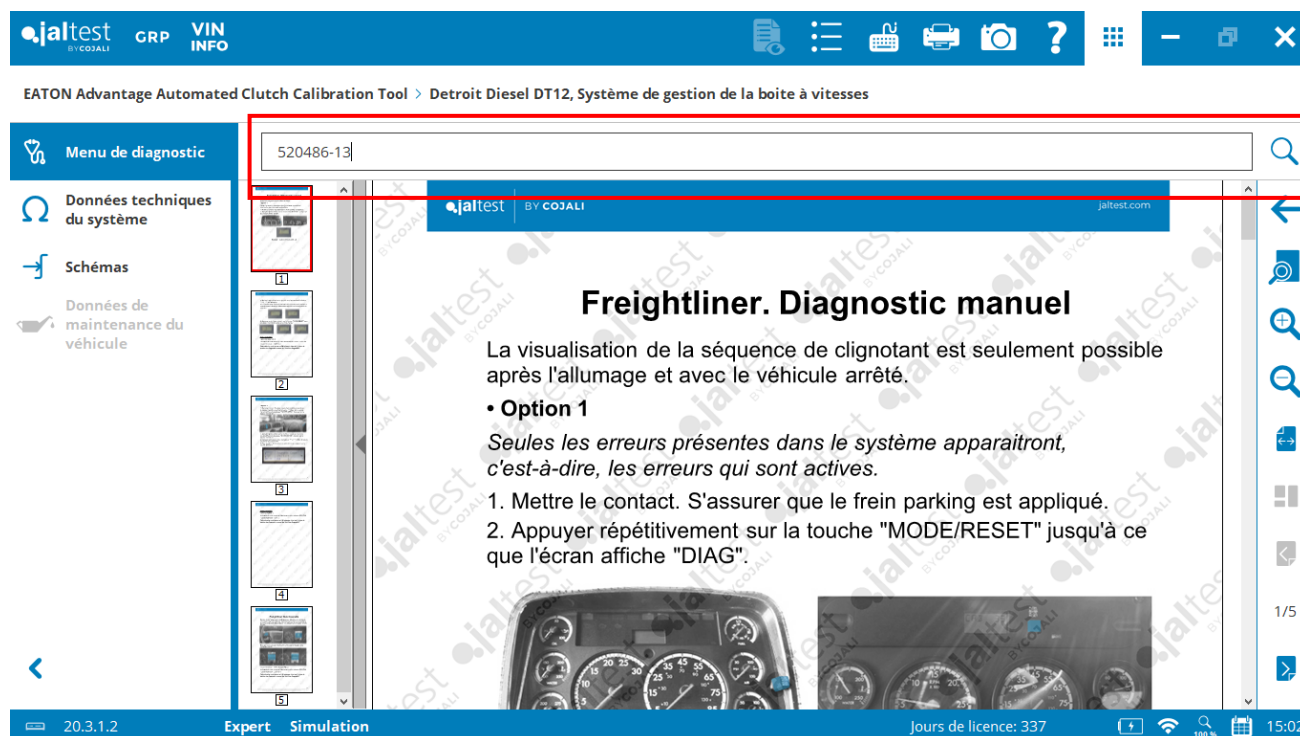 jaltest
BY COJALI
GRP
VIN
INFO
EATON Advantage Automated Clutch Calibration Tool > Detroit Diesel DT12, Système de gestion de la boite à vitesses
Menu de diagnostic
520486-13
Données techniques
du système
Schémas
Données de
maintenance du
véhicule
1
2
3
4
5
jaltest BY COJALI jaltest.com
Freightliner. Diagnostic manuel
La visualisation de la séquence de clignotant est seulement possible
après l'allumage et avec le véhicule arrêté.
• Option 1
Seules les erreurs présentes dans le système apparaitront,
c'est-à-dire, les erreurs qui sont actives.
1. Mettre le contact. S'assurer que le frein parking est appliqué.
2. Appuyer répétitivement sur la touche "MODE/RESET" jusqu'à ce
que l'écran affiche "DIAG".
1/5
20.3.1.2
Expert Simulation
Jours de licence: 337
100 %
15:02